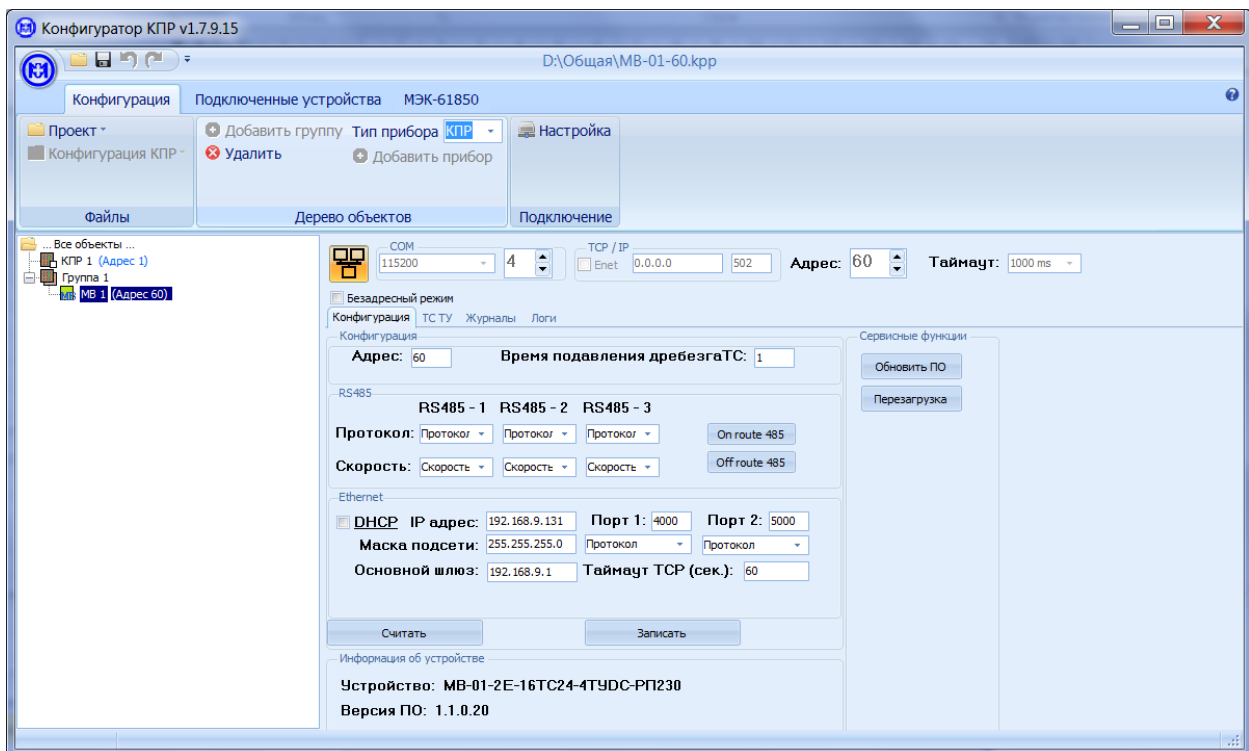 Конфигуратор КПР v1.7.9.15
D:\Общая\МВ-01-60.kpp
Конфигурация Подключенные устройства МЭК-61850
Проект Добавить группу Тип прибора КПР Настройка
Конфигурация КПР Удалить Добавить прибор
Файлы Дерево объектов Подключение
... Все объекты ...
КПР 1 (Адрес 1)
Группа 1
МВ 1 (Адрес 60)
COM TCP / IP
115200 4 Enet 0.0.0.0 502 Адрес: 60 Таймаут: 1000 ms
Безадресный режим
Конфигурация ТС ТУ Журналы Логи
Конфигурация Сервисные функции
Адрес: 60 Время подавления дребезгаТС: 1
Обновить ПО
RS485
Перезагрузка
RS485 - 1 RS485 - 2 RS485 - 3
Протокол: Протокол Протокол Протокол On route 485
Скорость: Скорость Скорость Скорость Off route 485
Ethernet
DHCP IP адрес: 192.168.9.131 Порт 1: 4000 Порт 2: 5000
Маска подсети: 255.255.255.0 Протокол Протокол
Основной шлюз: 192.168.9.1 Таймаут TCP (сек.): 60
Считать Записать
Информация об устройстве
Устройство: МВ-01-2Е-16ТС24-4ТУDC-РП230
Версия ПО: 1.1.0.20